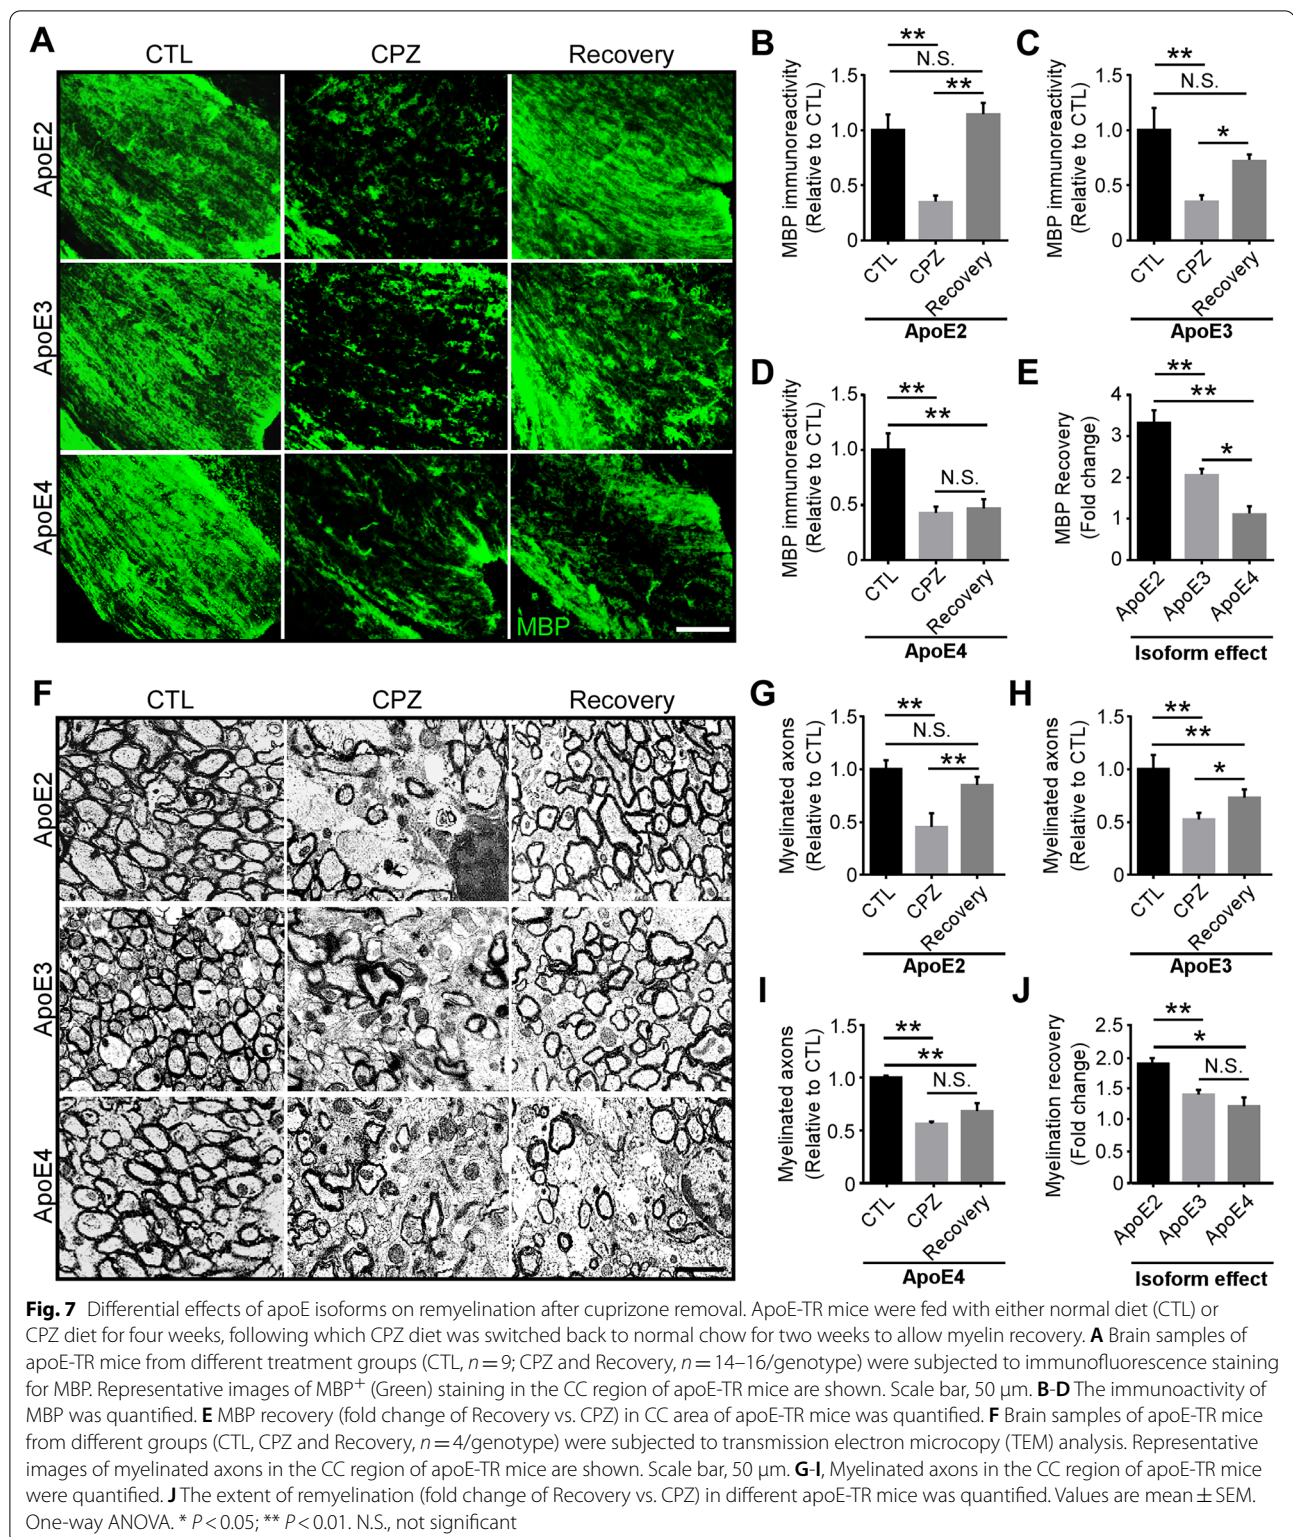 A
CTL CPZ Recovery
ApoE2
ApoE3
ApoE4
MBP
B
**
N.S.
**
MBP immunoreactivity
(Relative to CTL)
1.5
1.0
0.5
0
CTL CPZ Recovery
ApoE2
C
**
N.S.
*
MBP immunoreactivity
(Relative to CTL)
1.5
1.0
0.5
0
CTL CPZ Recovery
ApoE3
D
**
**
N.S.
MBP immunoreactivity
(Relative to CTL)
1.5
1.0
0.5
0
CTL CPZ Recovery
ApoE4
E
**
**
*
MBP Recovery
(Fold change)
4
3
2
1
0
ApoE2 ApoE3 ApoE4
Isoform effect
F
CTL CPZ Recovery
ApoE2
ApoE3
ApoE4
G
**
N.S.
**
Myelinated axons
(Relative to CTL)
1.5
1.0
0.5
0
CTL CPZ Recovery
ApoE2
H
**
**
*
Myelinated axons
(Relative to CTL)
1.5
1.0
0.5
0
CTL CPZ Recovery
ApoE3
I
**
**
N.S.
Myelinated axons
(Relative to CTL)
1.5
1.0
0.5
0
CTL CPZ Recovery
ApoE4
J
**
*
N.S.
Myelination recovery
(Fold change)
2.5
2.0
1.5
1.0
0.5
0
ApoE2 ApoE3 ApoE4
Isoform effect
Fig. 7 Differential effects of apoE isoforms on remyelination after cuprizone removal. ApoE-TR mice were fed with either normal diet (CTL) or
CPZ diet for four weeks, following which CPZ diet was switched back to normal chow for two weeks to allow myelin recovery. A Brain samples of
apoE-TR mice from different treatment groups (CTL, n = 9; CPZ and Recovery, n = 14–16/genotype) were subjected to immunofluorescence staining
for MBP. Representative images of MBP⁺ (Green) staining in the CC region of apoE-TR mice are shown. Scale bar, 50 μm. B-D The immunoactivity of
MBP was quantified. E MBP recovery (fold change of Recovery vs. CPZ) in CC area of apoE-TR mice was quantified. F Brain samples of apoE-TR mice
from different groups (CTL, CPZ and Recovery, n = 4/genotype) were subjected to transmission electron microcopy (TEM) analysis. Representative
images of myelinated axons in the CC region of apoE-TR mice are shown. Scale bar, 50 μm. G-I, Myelinated axons in the CC region of apoE-TR mice
were quantified. J The extent of remyelination (fold change of Recovery vs. CPZ) in different apoE-TR mice was quantified. Values are mean ± SEM.
One-way ANOVA. * P < 0.05; ** P < 0.01. N.S., not significant